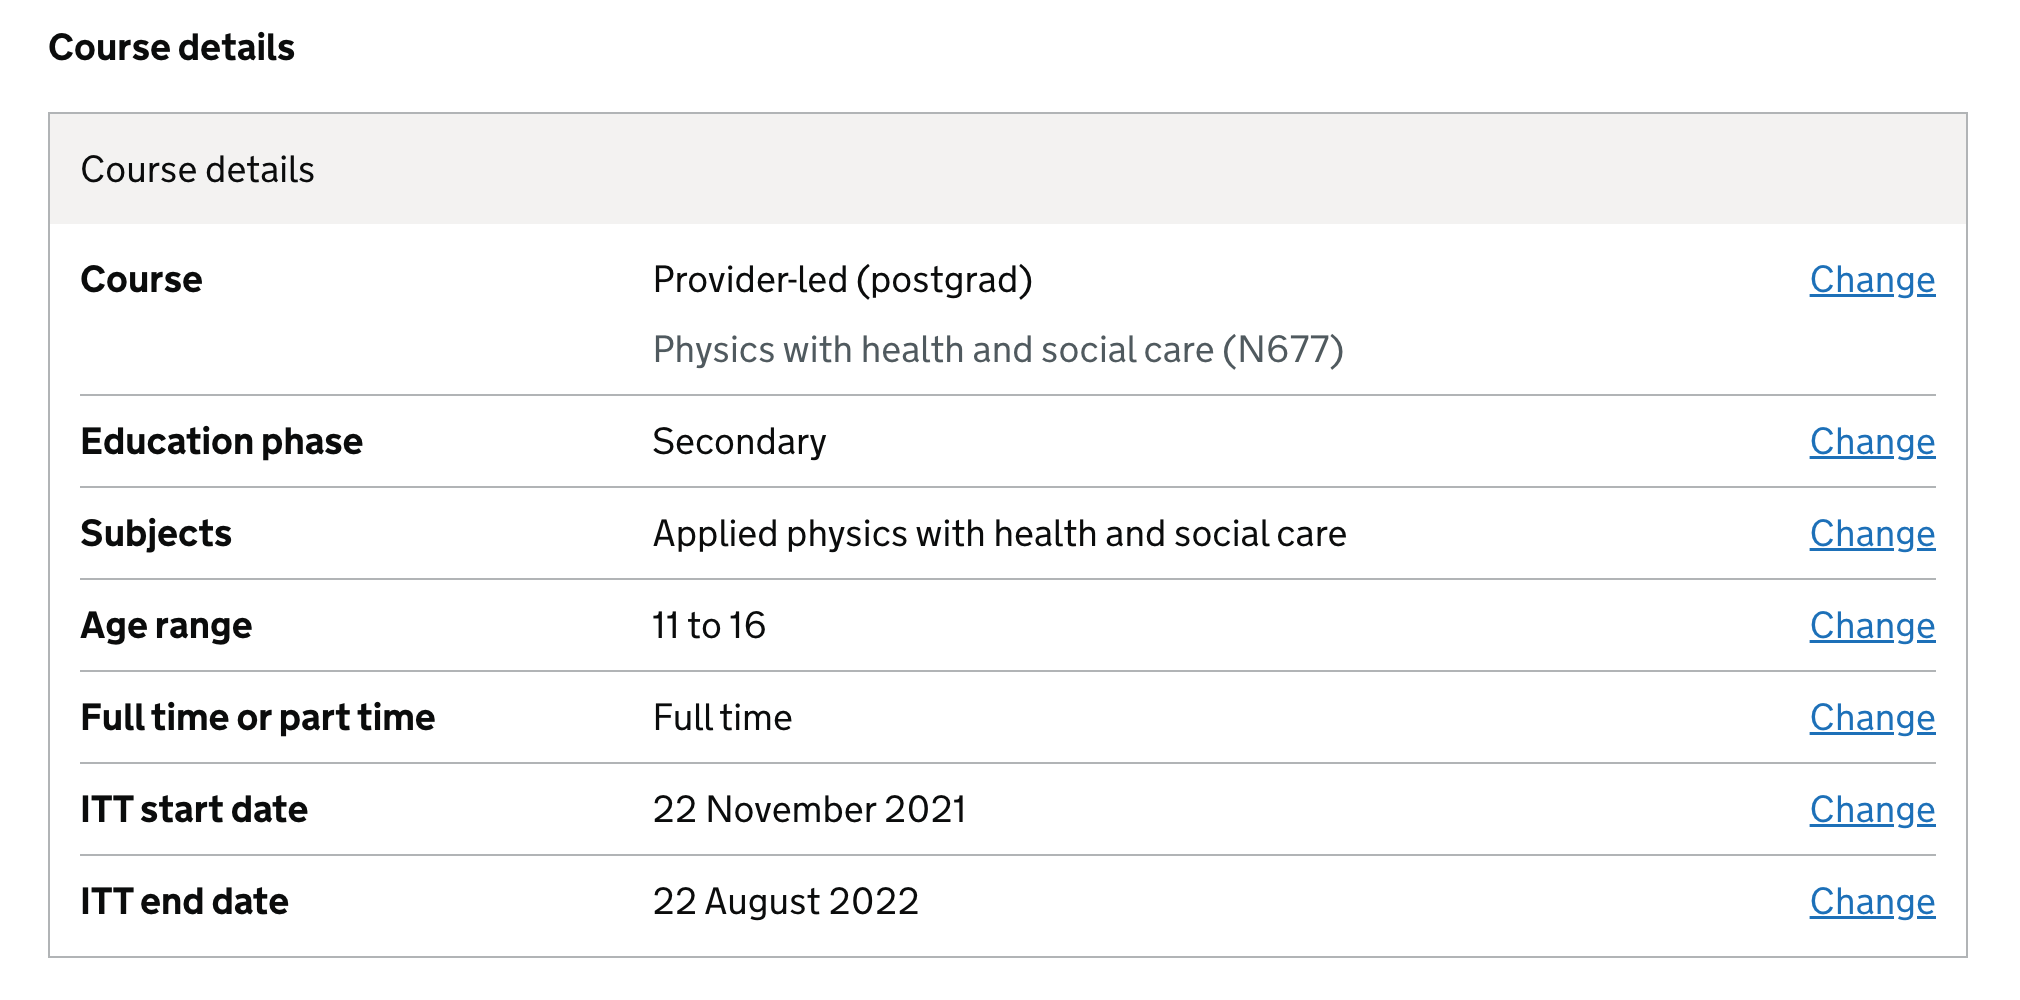 Course details
Course details
Course Provider-led (postgrad) Change
Physics with health and social care (N677)
Education phase Secondary Change
Subjects Applied physics with health and social care Change
Age range 11 to 16 Change
Full time or part time Full time Change
ITT start date 22 November 2021 Change
ITT end date 22 August 2022 Change